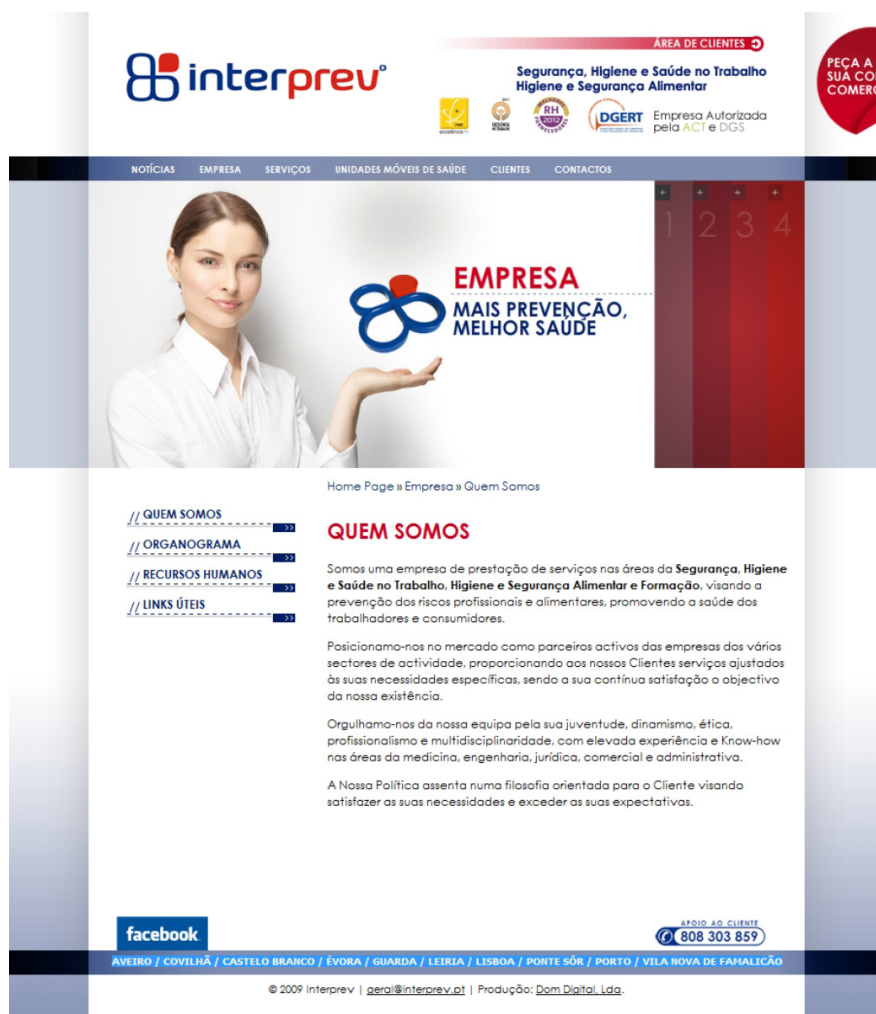 ÁREA DE CLIENTES
PEÇA A
SUA CO
COMER
interprev
Segurança, Higiene e Saúde no Trabalho
Higiene e Segurança Alimentar
RH
2012
DGERT
Empresa Autorizada
pela ACT e DGS
NOTÍCIAS EMPRESA SERVIÇOS UNIDADES MÓVEIS DE SAÚDE CLIENTES CONTACTOS
1 2 3 4
EMPRESA
MAIS PREVENÇÃO,
MELHOR SAÚDE
Home Page » Empresa » Quem Somos
// QUEM SOMOS
// ORGANOGRAMA
// RECURSOS HUMANOS
// LINKS ÚTEIS
QUEM SOMOS
Somos uma empresa de prestação de serviços nas áreas da Segurança, Higiene
e Saúde no Trabalho, Higiene e Segurança Alimentar e Formação, visando a
prevenção dos riscos profissionais e alimentares, promovendo a saúde dos
trabalhadores e consumidores.
Posicionamo-nos no mercado como parceiros activos das empresas dos vários
sectores de actividade, proporcionando aos nossos Clientes serviços ajustados
às suas necessidades específicas, sendo a sua contínua satisfação o objectivo
da nossa existência.
Orgulhamo-nos da nossa equipa pela sua juventude, dinamismo, ética,
profissionalismo e multidisciplinaridade, com elevada experiência e Know-how
nas áreas da medicina, engenharia, jurídica, comercial e administrativa.
A Nossa Política assenta numa filosofia orientada para o Cliente visando
satisfazer as suas necessidades e exceder as suas expectativas.
facebook
APOIO AO CLIENTE
808 303 859
AVEIRO / COVILHÃ / CASTELO BRANCO / ÉVORA / GUARDA / LEIRIA / LISBOA / PONTE SÔR / PORTO / VILA NOVA DE FAMALICÃO
© 2009 Interprev | geral@interprev.pt | Produção: Dom Digital, Lda.